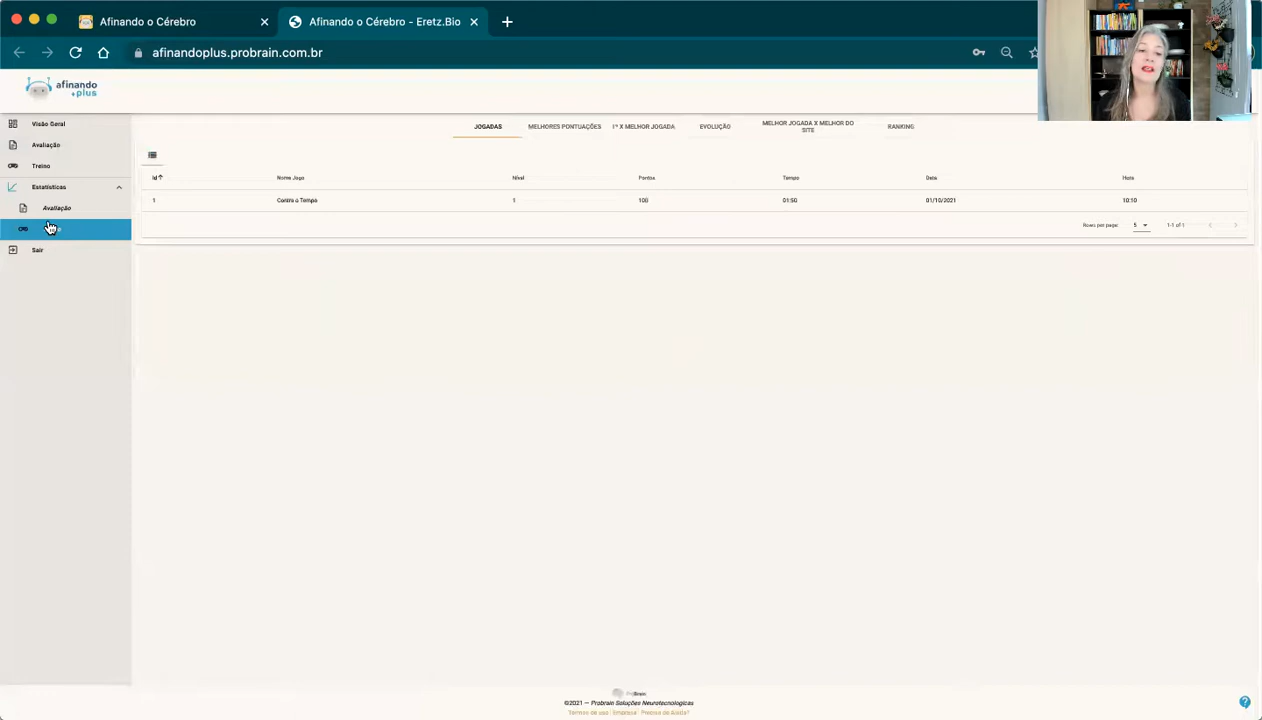 Afinando o Cérebro
Afinando o Cérebro - Eretz.Bio
afinandoplus.probrain.com.br
afinando
+plus
Visão Geral
Avaliação
Treino
Estatísticas
Avaliação
Sair
JOGADAS
MELHORES PONTUAÇÕES
1ª X MELHOR JOGADA
EVOLUÇÃO
MELHOR JOGADA X MELHOR DO
SITE
RANKING
Id Nome Jogo Nível Pontos Tempo Data Hora
1 Contra o Tempo 1 100 01:50 01/10/2021 10:10
Rows per page: 5 1-1 of 1
ProBrain
©2021 — Probrain Soluções Neurotecnologicas
Termos de uso Empresa Precisa de Ajuda?